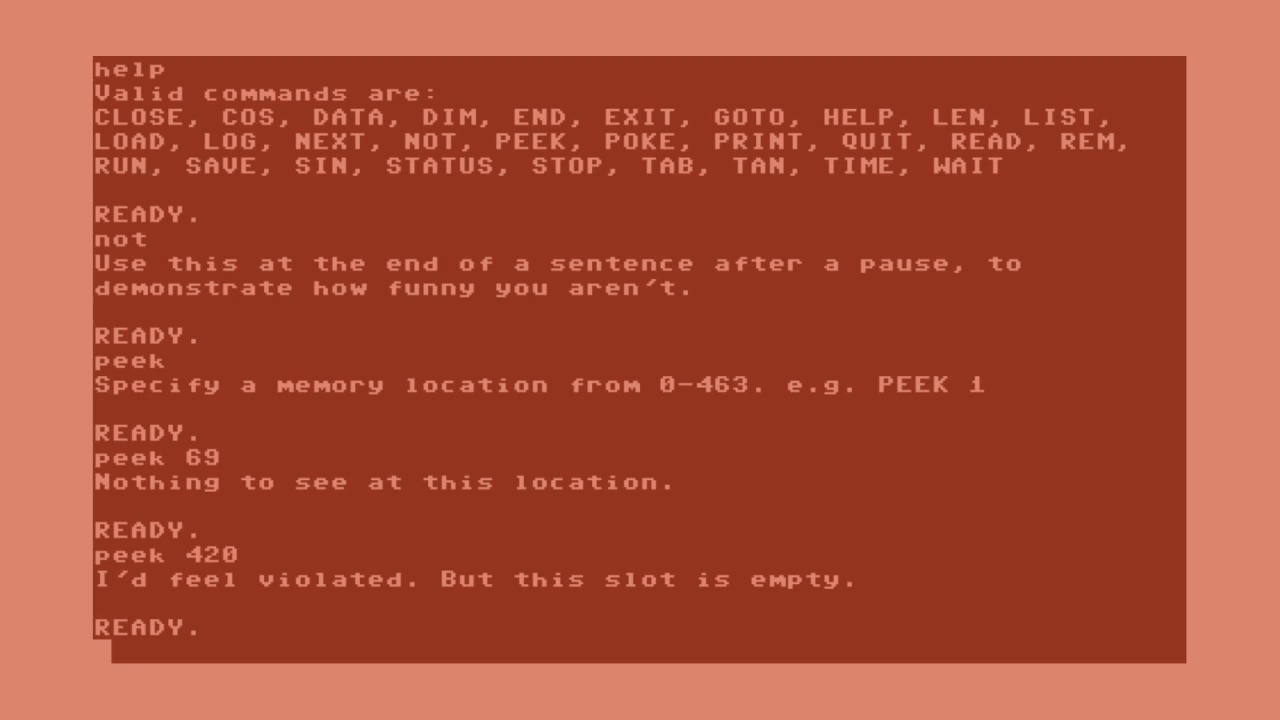 help
Valid commands are:
CLOSE, COS, DATA, DIM, END, EXIT, GOTO, HELP, LEN, LIST,
LOAD, LOG, NEXT, NOT, PEEK, POKE, PRINT, QUIT, READ, REM,
RUN, SAVE, SIN, STATUS, STOP, TAB, TAN, TIME, WAIT
READY.
not
Use this at the end of a sentence after a pause, to
demonstrate how funny you aren't.
READY.
peek
Specify a memory location from 0-463. e.g. PEEK 1
READY.
peek 69
Nothing to see at this location.
READY.
peek 420
I'd feel violated. But this slot is empty.
READY.